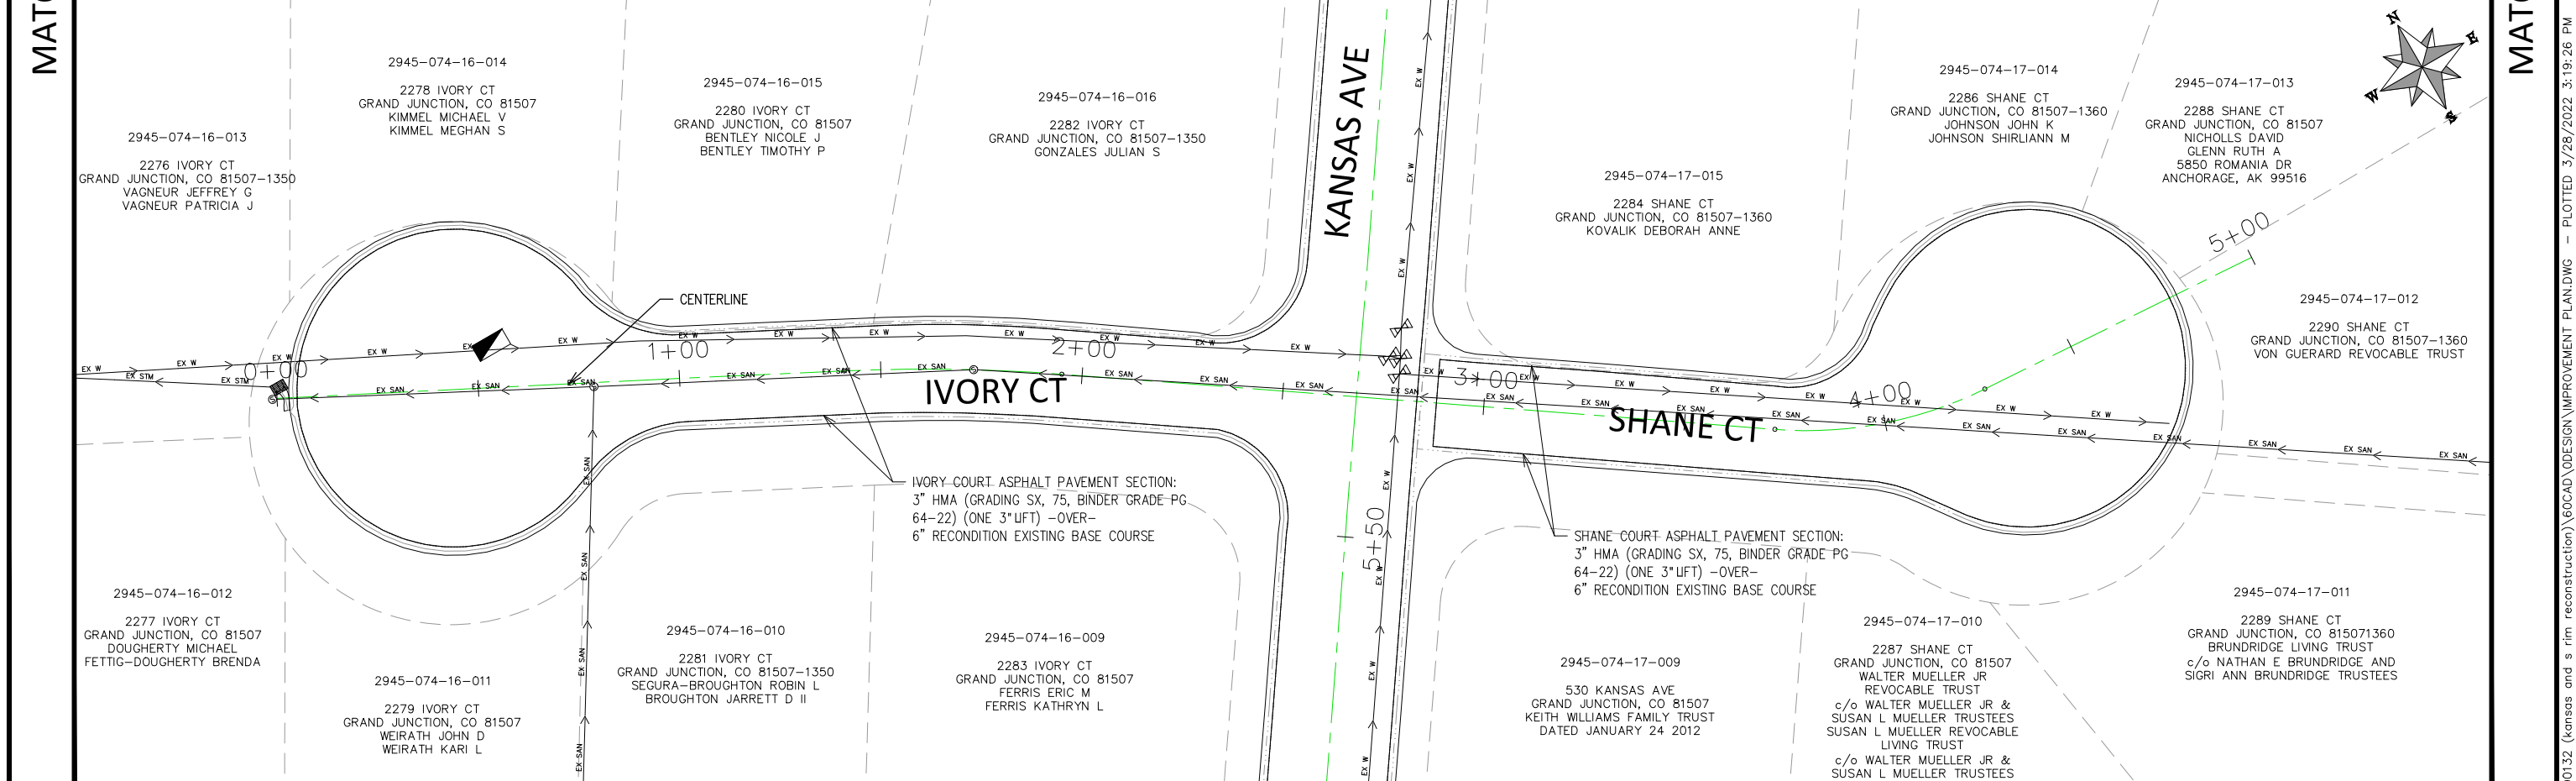 MATC
MATC
2945-074-16-013
2276 IVORY CT
GRAND JUNCTION, CO 81507-1350
VAGNEUR JEFFREY G
VAGNEUR PATRICIA J
2945-074-16-014
2278 IVORY CT
GRAND JUNCTION, CO 81507
KIMMEL MICHAEL V
KIMMEL MEGHAN S
2945-074-16-015
2280 IVORY CT
GRAND JUNCTION, CO 81507
BENTLEY NICOLE J
BENTLEY TIMOTHY P
2945-074-16-016
2282 IVORY CT
GRAND JUNCTION, CO 81507-1350
GONZALES JULIAN S
KANSAS AVE
2945-074-17-015
2284 SHANE CT
GRAND JUNCTION, CO 81507-1360
KOVALIK DEBORAH ANNE
2945-074-17-014
2286 SHANE CT
GRAND JUNCTION, CO 81507-1360
JOHNSON JOHN K
JOHNSON SHIRLIANN M
2945-074-17-013
2288 SHANE CT
GRAND JUNCTION, CO 81507
NICHOLLS DAVID
GLENN RUTH A
5850 ROMANIA DR
ANCHORAGE, AK 99516
N
E
W
S
5+00
2945-074-17-012
2290 SHANE CT
GRAND JUNCTION, CO 81507-1360
VON GUERARD REVOCABLE TRUST
CENTERLINE
0+00
1+00
2+00
3+00
4+00
5+50
EX W
EX STM
EX STM
EX SAN
IVORY CT
SHANE CT
IVORY COURT ASPHALT PAVEMENT SECTION:
3" HMA (GRADING SX, 75, BINDER GRADE PG
64-22) (ONE 3" LIFT) -OVER-
6" RECONDITION EXISTING BASE COURSE
SHANE COURT ASPHALT PAVEMENT SECTION:
3" HMA (GRADING SX, 75, BINDER GRADE PG
64-22) (ONE 3" LIFT) -OVER-
6" RECONDITION EXISTING BASE COURSE
2945-074-16-012
2277 IVORY CT
GRAND JUNCTION, CO 81507
DOUGHERTY MICHAEL
FETTIG-DOUGHERTY BRENDA
2945-074-16-011
2279 IVORY CT
GRAND JUNCTION, CO 81507
WEIRATH JOHN D
WEIRATH KARI L
2945-074-16-010
2281 IVORY CT
GRAND JUNCTION, CO 81507-1350
SEGURA-BROUGHTON ROBIN L
BROUGHTON JARRETT D II
2945-074-16-009
2283 IVORY CT
GRAND JUNCTION, CO 81507
FERRIS ERIC M
FERRIS KATHRYN L
2945-074-17-009
530 KANSAS AVE
GRAND JUNCTION, CO 81507
KEITH WILLIAMS FAMILY TRUST
DATED JANUARY 24 2012
2945-074-17-010
2287 SHANE CT
GRAND JUNCTION, CO 81507
WALTER MUELLER JR
REVOCABLE TRUST
c/o WALTER MUELLER JR &
SUSAN L MUELLER TRUSTEES
SUSAN L MUELLER REVOCABLE
LIVING TRUST
c/o WALTER MUELLER JR &
SUSAN L MUELLER TRUSTEES
2945-074-17-011
2289 SHANE CT
GRAND JUNCTION, CO 815071360
BRUNDRIDGE LIVING TRUST
c/o NATHAN E BRUNDRIDGE AND
SIGRI ANN BRUNDRIDGE TRUSTEES
00132 (kansas and s rim reconstruction)\60CAD\0DESIGN\IMPROVEMENT PLAN.DWG - PLOTTED 3/28/2022 3:19:26 PM